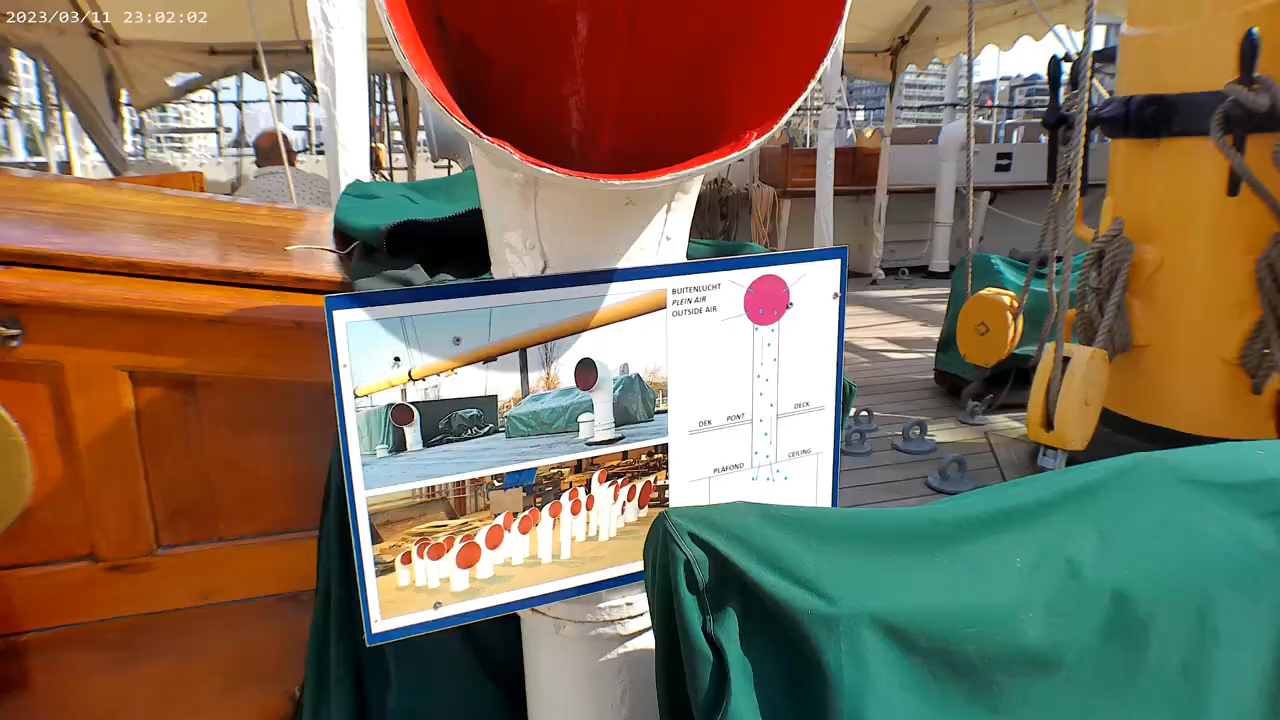 2023/03/11 23:02:02
BUITENLUCHT
PLEIN AIR
OUTSIDE AIR
DEK PONT DECK
PLAFOND CEILING